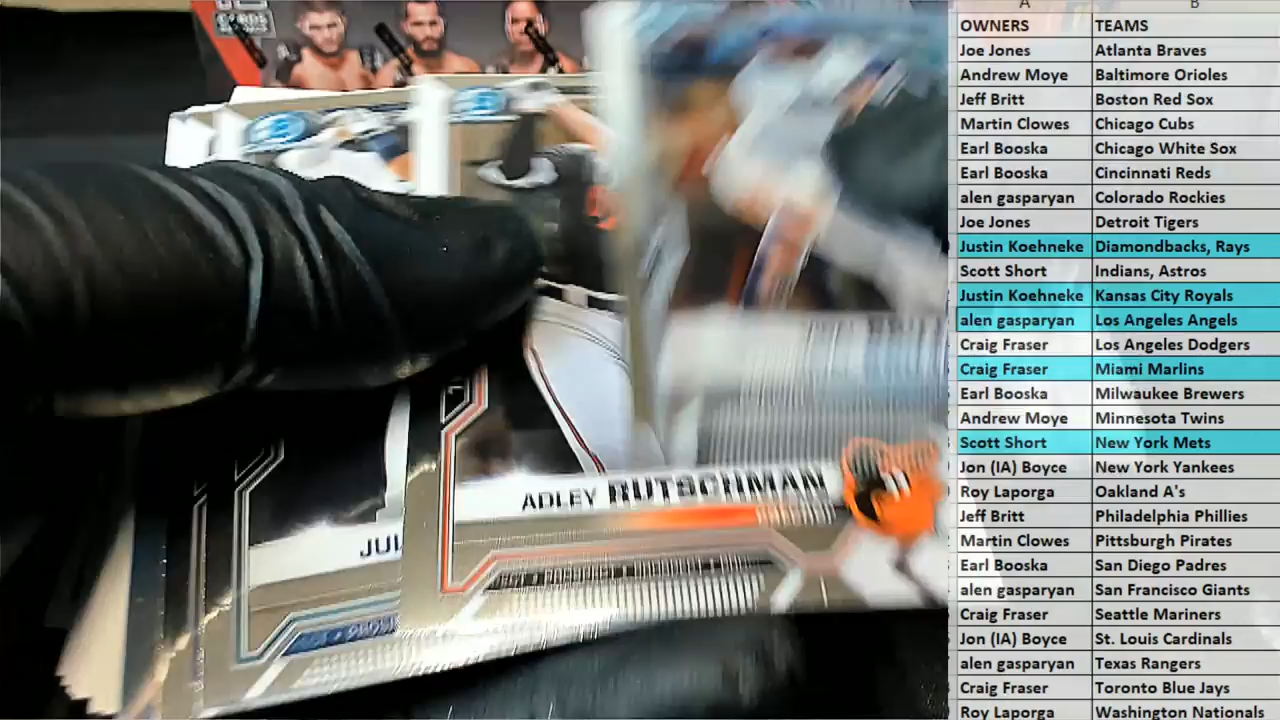 A B
OWNERS TEAMS
Joe Jones Atlanta Braves
Andrew Moye Baltimore Orioles
Jeff Britt Boston Red Sox
Martin Clowes Chicago Cubs
Earl Booska Chicago White Sox
Earl Booska Cincinnati Reds
alen gasparyan Colorado Rockies
Joe Jones Detroit Tigers
Justin Koehneke Diamondbacks, Rays
Scott Short Indians, Astros
Justin Koehneke Kansas City Royals
alen gasparyan Los Angeles Angels
Craig Fraser Los Angeles Dodgers
Craig Fraser Miami Marlins
Earl Booska Milwaukee Brewers
Andrew Moye Minnesota Twins
Scott Short New York Mets
Jon (IA) Boyce New York Yankees
Roy Laporga Oakland A's
Jeff Britt Philadelphia Phillies
Martin Clowes Pittsburgh Pirates
Earl Booska San Diego Padres
alen gasparyan San Francisco Giants
Craig Fraser Seattle Mariners
Jon (IA) Boyce St. Louis Cardinals
alen gasparyan Texas Rangers
Craig Fraser Toronto Blue Jays
Roy Laporga Washington Nationals
ADLEY RUTSCHMAN
JUL